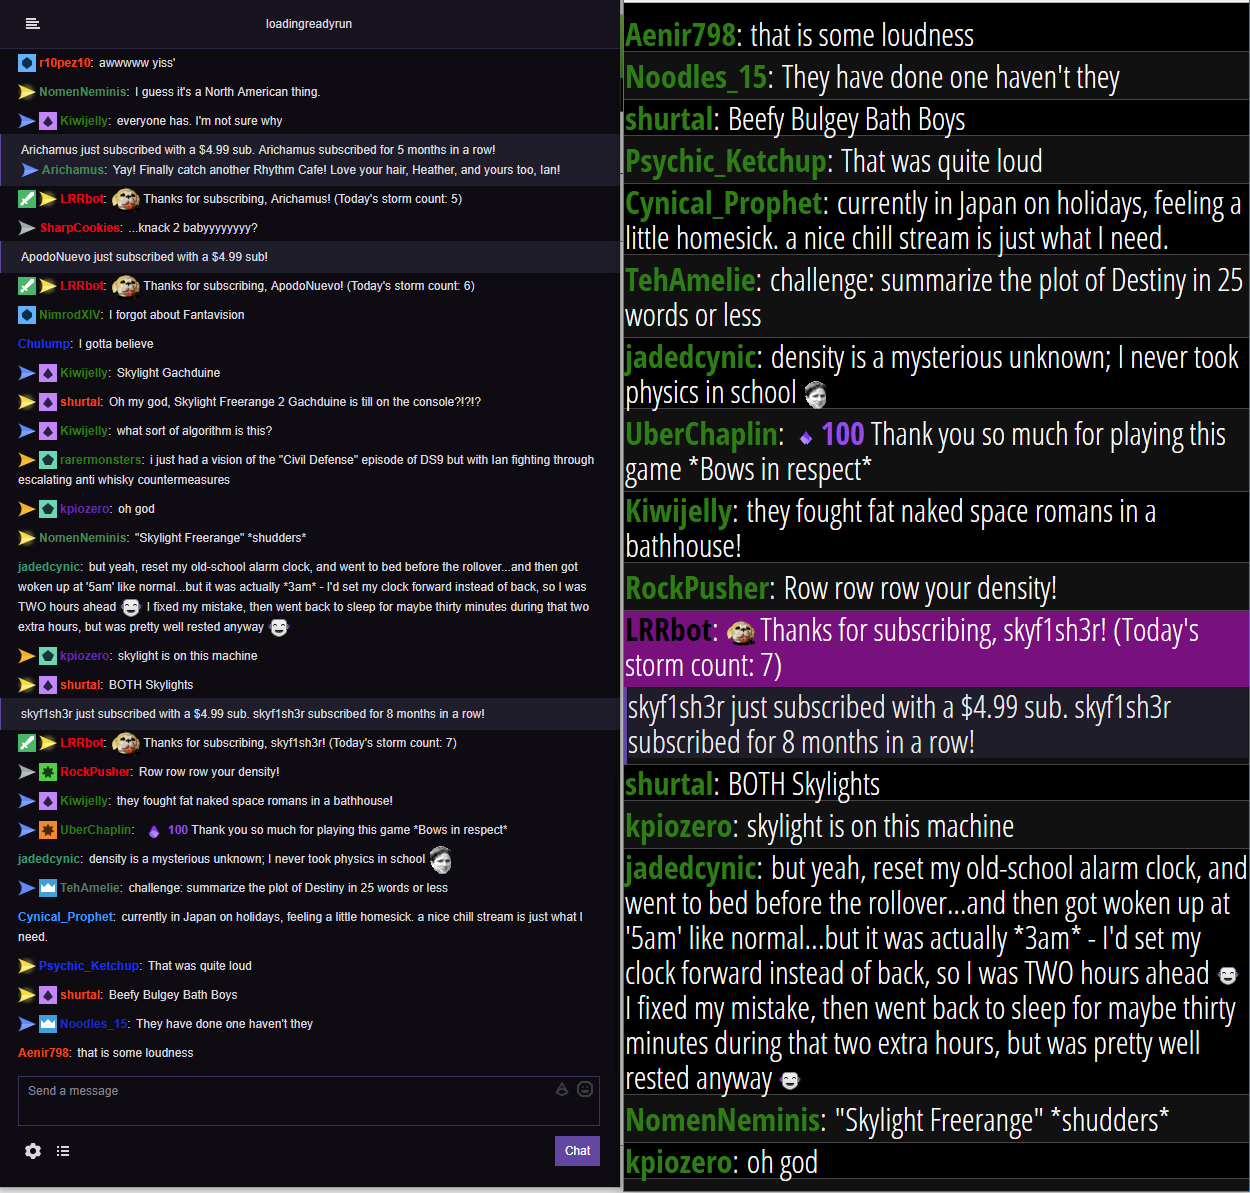 loadingreadyrun
r10pez10: awwwww yiss'
NomenNeminis: I guess it's a North American thing.
Kiwijelly: everyone has. I'm not sure why
Arichamus just subscribed with a $4.99 sub. Arichamus subscribed for 5 months in a row!
Arichamus: Yay! Finally catch another Rhythm Cafe! Love your hair, Heather, and yours too, Ian!
LRRbot: Thanks for subscribing, Arichamus! (Today's storm count: 5)
SharpCookies: ...knack 2 babyyyyyyyy?
ApodoNuevo just subscribed with a $4.99 sub!
LRRbot: Thanks for subscribing, ApodoNuevo! (Today's storm count: 6)
NimrodXIV: I forgot about Fantavision
Chulump: I gotta believe
Kiwijelly: Skylight Gachduine
shurtal: Oh my god, Skylight Freerange 2 Gachduine is till on the console?!?!?
Kiwijelly: what sort of algorithm is this?
rarermonsters: i just had a vision of the "Civil Defense" episode of DS9 but with Ian fighting through
escalating anti whisky countermeasures
kpiozero: oh god
NomenNeminis: "Skylight Freerange" *shudders*
jadedcynic: but yeah, reset my old-school alarm clock, and went to bed before the rollover...and then got
woken up at '5am' like normal...but it was actually *3am* - I'd set my clock forward instead of back, so I was
TWO hours ahead I fixed my mistake, then went back to sleep for maybe thirty minutes during that two
extra hours, but was pretty well rested anyway
kpiozero: skylight is on this machine
shurtal: BOTH Skylights
skyf1sh3r just subscribed with a $4.99 sub. skyf1sh3r subscribed for 8 months in a row!
LRRbot: Thanks for subscribing, skyf1sh3r! (Today's storm count: 7)
RockPusher: Row row row your density!
Kiwijelly: they fought fat naked space romans in a bathhouse!
UberChaplin: 100 Thank you so much for playing this game *Bows in respect*
jadedcynic: density is a mysterious unknown; I never took physics in school
TehAmelie: challenge: summarize the plot of Destiny in 25 words or less
Cynical_Prophet: currently in Japan on holidays, feeling a little homesick. a nice chill stream is just what I
need.
Psychic_Ketchup: That was quite loud
shurtal: Beefy Bulgey Bath Boys
Noodles_15: They have done one haven't they
Aenir798: that is some loudness
Send a message
Chat
Aenir798: that is some loudness
Noodles_15: They have done one haven't they
shurtal: Beefy Bulgey Bath Boys
Psychic_Ketchup: That was quite loud
Cynical_Prophet: currently in Japan on holidays, feeling a
little homesick. a nice chill stream is just what I need.
TehAmelie: challenge: summarize the plot of Destiny in 25
words or less
jadedcynic: density is a mysterious unknown; I never took
physics in school
UberChaplin: 100 Thank you so much for playing this
game *Bows in respect*
Kiwijelly: they fought fat naked space romans in a
bathhouse!
RockPusher: Row row row your density!
LRRbot: Thanks for subscribing, skyf1sh3r! (Today's
storm count: 7)
skyf1sh3r just subscribed with a $4.99 sub. skyf1sh3r
subscribed for 8 months in a row!
shurtal: BOTH Skylights
kpiozero: skylight is on this machine
jadedcynic: but yeah, reset my old-school alarm clock, and
went to bed before the rollover...and then got woken up at
'5am' like normal...but it was actually *3am* - I'd set my
clock forward instead of back, so I was TWO hours ahead
I fixed my mistake, then went back to sleep for maybe thirty
minutes during that two extra hours, but was pretty well
rested anyway
NomenNeminis: "Skylight Freerange" *shudders*
kpiozero: oh god